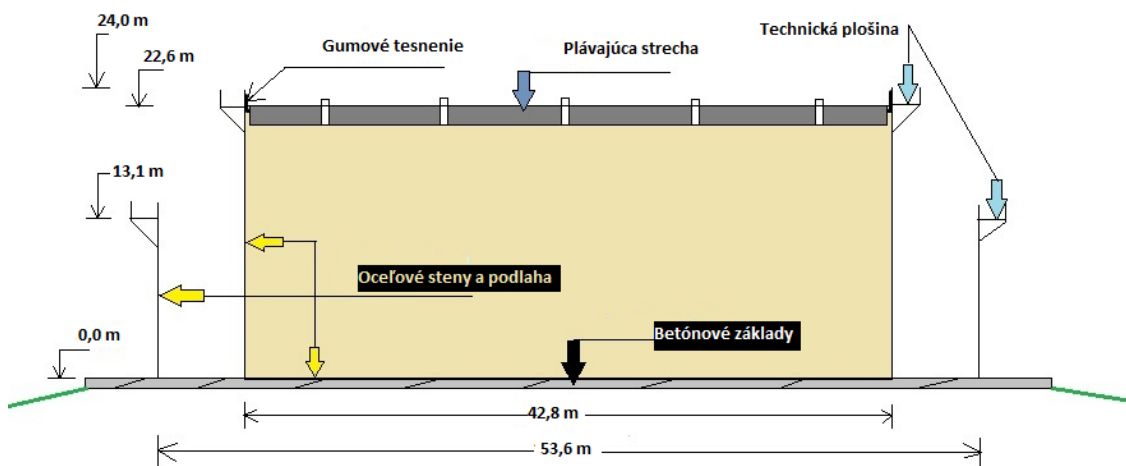 24,0 m
Gumové tesnenie
Plávajúca strecha
Technická plošina
22,6 m
13,1 m
Oceľové steny a podlaha
0,0 m
Betónové základy
42,8 m
53,6 m